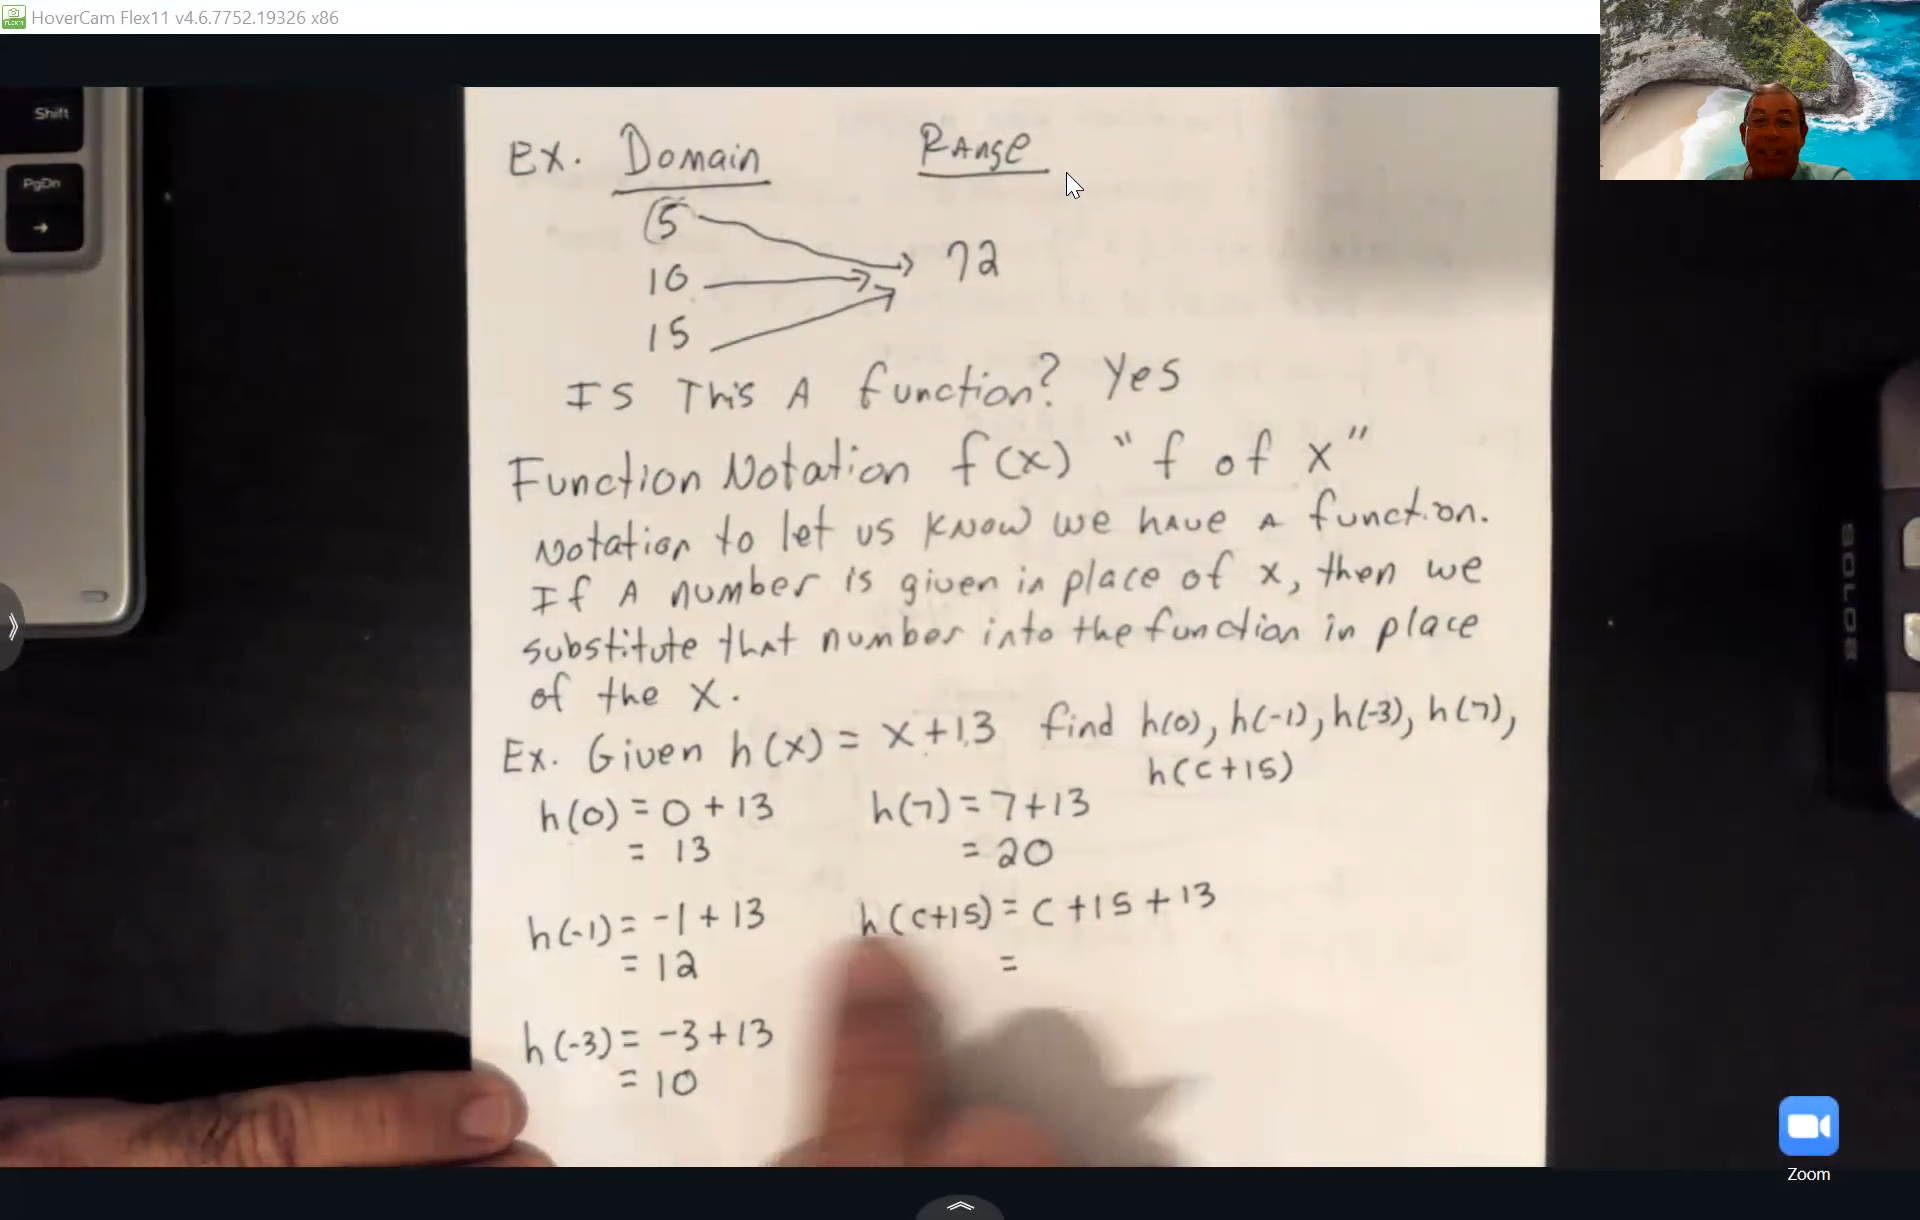 HoverCam Flex11 v4.6.7752.19326 x86
Shift
PgDn
Ex. Domain Range
5
10
15
72
Is This A function? Yes
Function Notation f(x) "f of x"
Notation to let us know we have a function.
If A number is given in place of x, then we
substitute that number into the function in place
of the x.
Ex. Given h(x) = x+13 find h(0), h(-1), h(-3), h(7),
h(c+15)
h(0) = 0 + 13
= 13
h(-1) = -1 + 13
= 12
h(-3) = -3 + 13
= 10
h(7) = 7+13
= 20
h(c+15) = c +15 + 13
=
Zoom